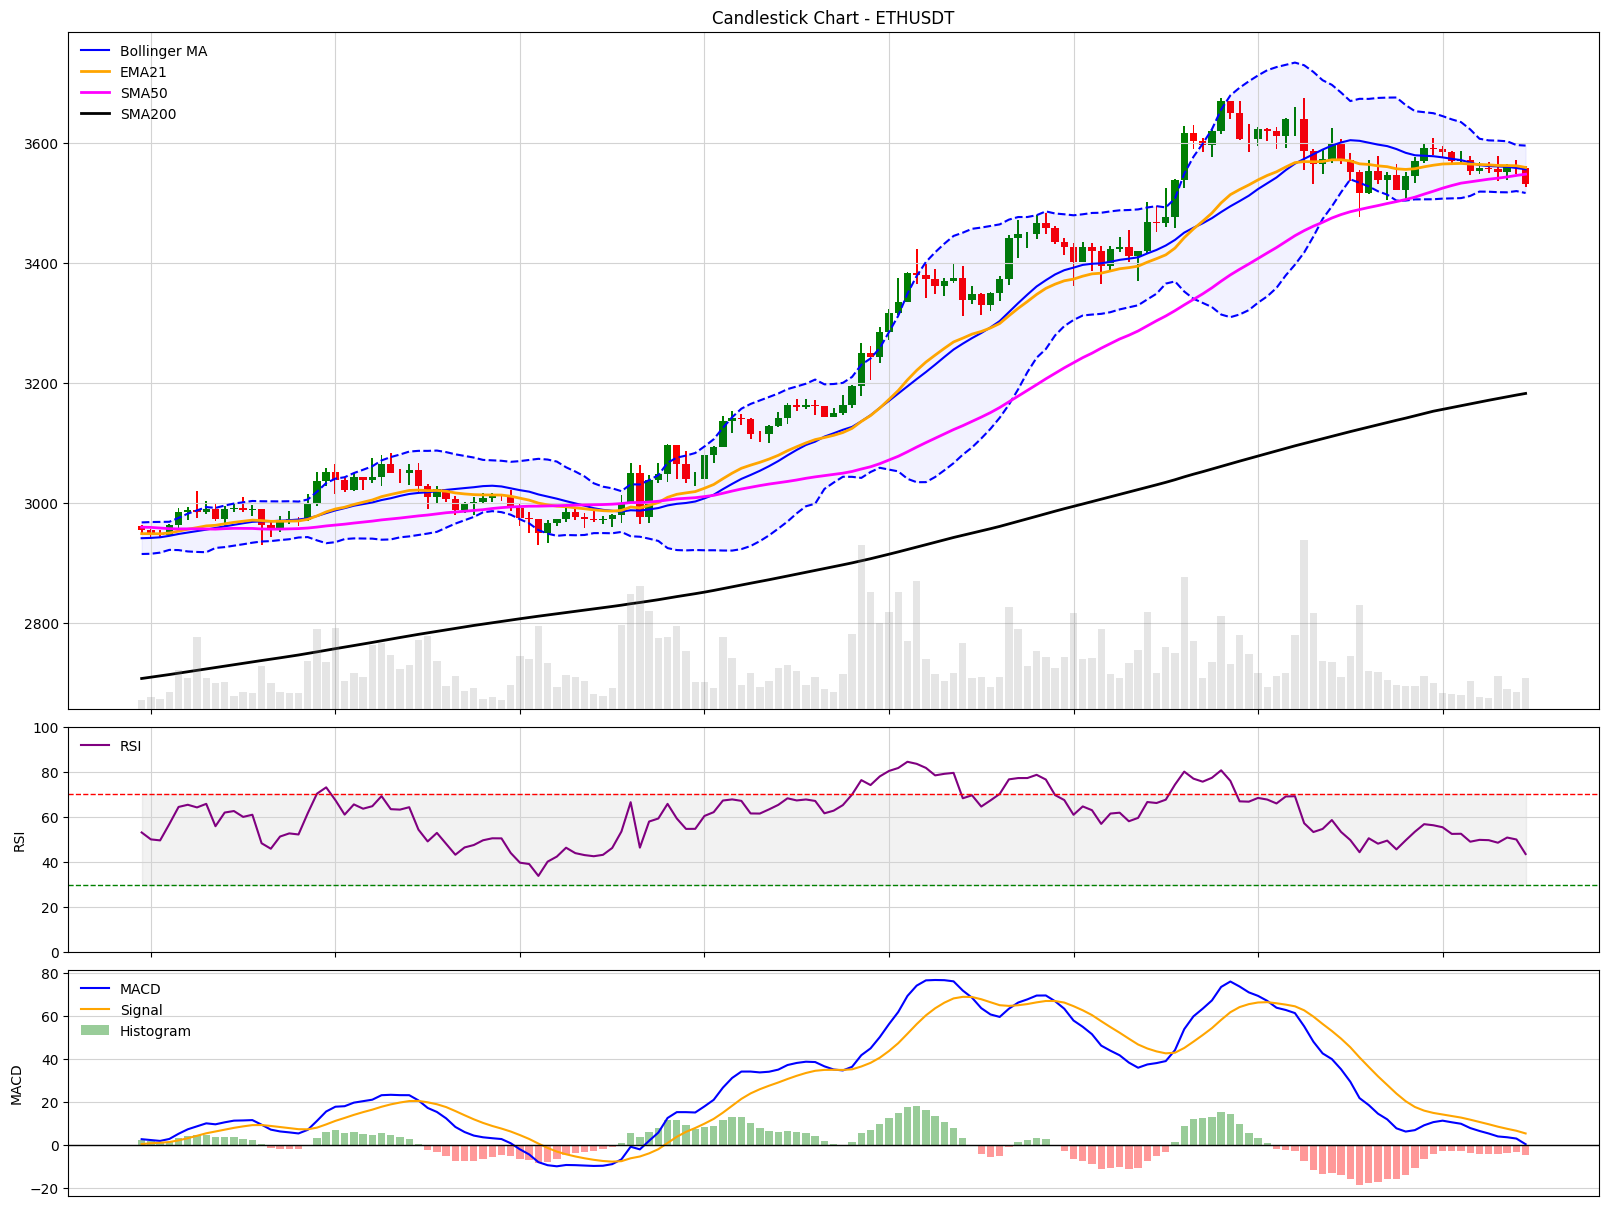 Candlestick Chart - ETHUSDT
Bollinger MA
EMA21
SMA50
SMA200
3600
3400
3200
3000
2800
RSI
100
80
60
40
20
0
RSI
MACD
Signal
Histogram
80
60
40
20
0
−20
MACD